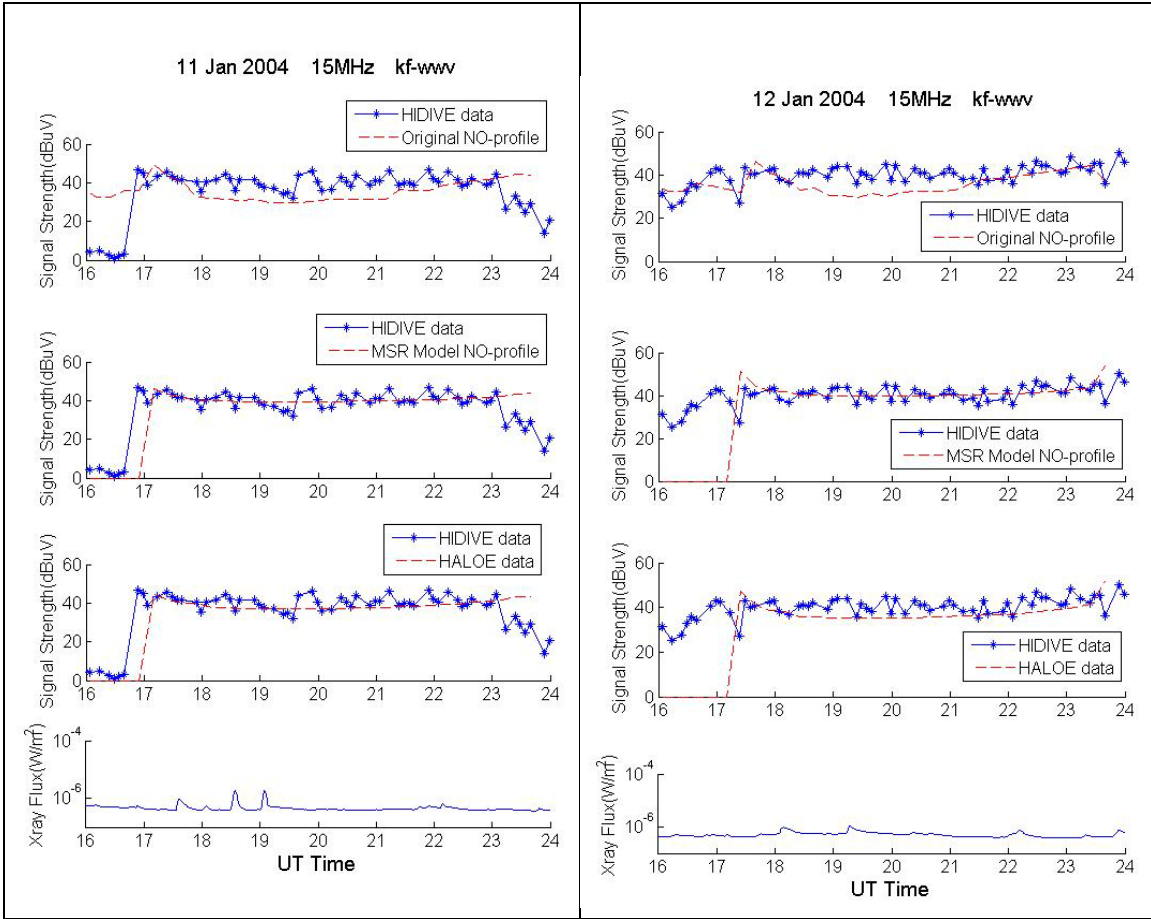 11 Jan 2004 15MHz kf-wwv
HIDIVE data
Original NO-profile
Signal Strength(dBuV)
60
40
20
0
16 17 18 19 20 21 22 23 24
HIDIVE data
MSR Model NO-profile
Signal Strength(dBuV)
60
40
20
0
16 17 18 19 20 21 22 23 24
HIDIVE data
HALOE data
Signal Strength(dBuV)
60
40
20
0
16 17 18 19 20 21 22 23 24
Xray Flux(W/m²)
10⁻⁴
10⁻⁶
16 17 18 19 20 21 22 23 24
UT Time
12 Jan 2004 15MHz kf-wwv
Signal Strength(dBuV)
60
40
20
0
HIDIVE data
Original NO-profile
16 17 18 19 20 21 22 23 24
Signal Strength(dBuV)
60
40
20
0
HIDIVE data
MSR Model NO-profile
16 17 18 19 20 21 22 23 24
Signal Strength(dBuV)
60
40
20
0
HIDIVE data
HALOE data
16 17 18 19 20 21 22 23 24
Xray Flux(W/m²)
10⁻⁴
10⁻⁶
16 17 18 19 20 21 22 23 24
UT Time